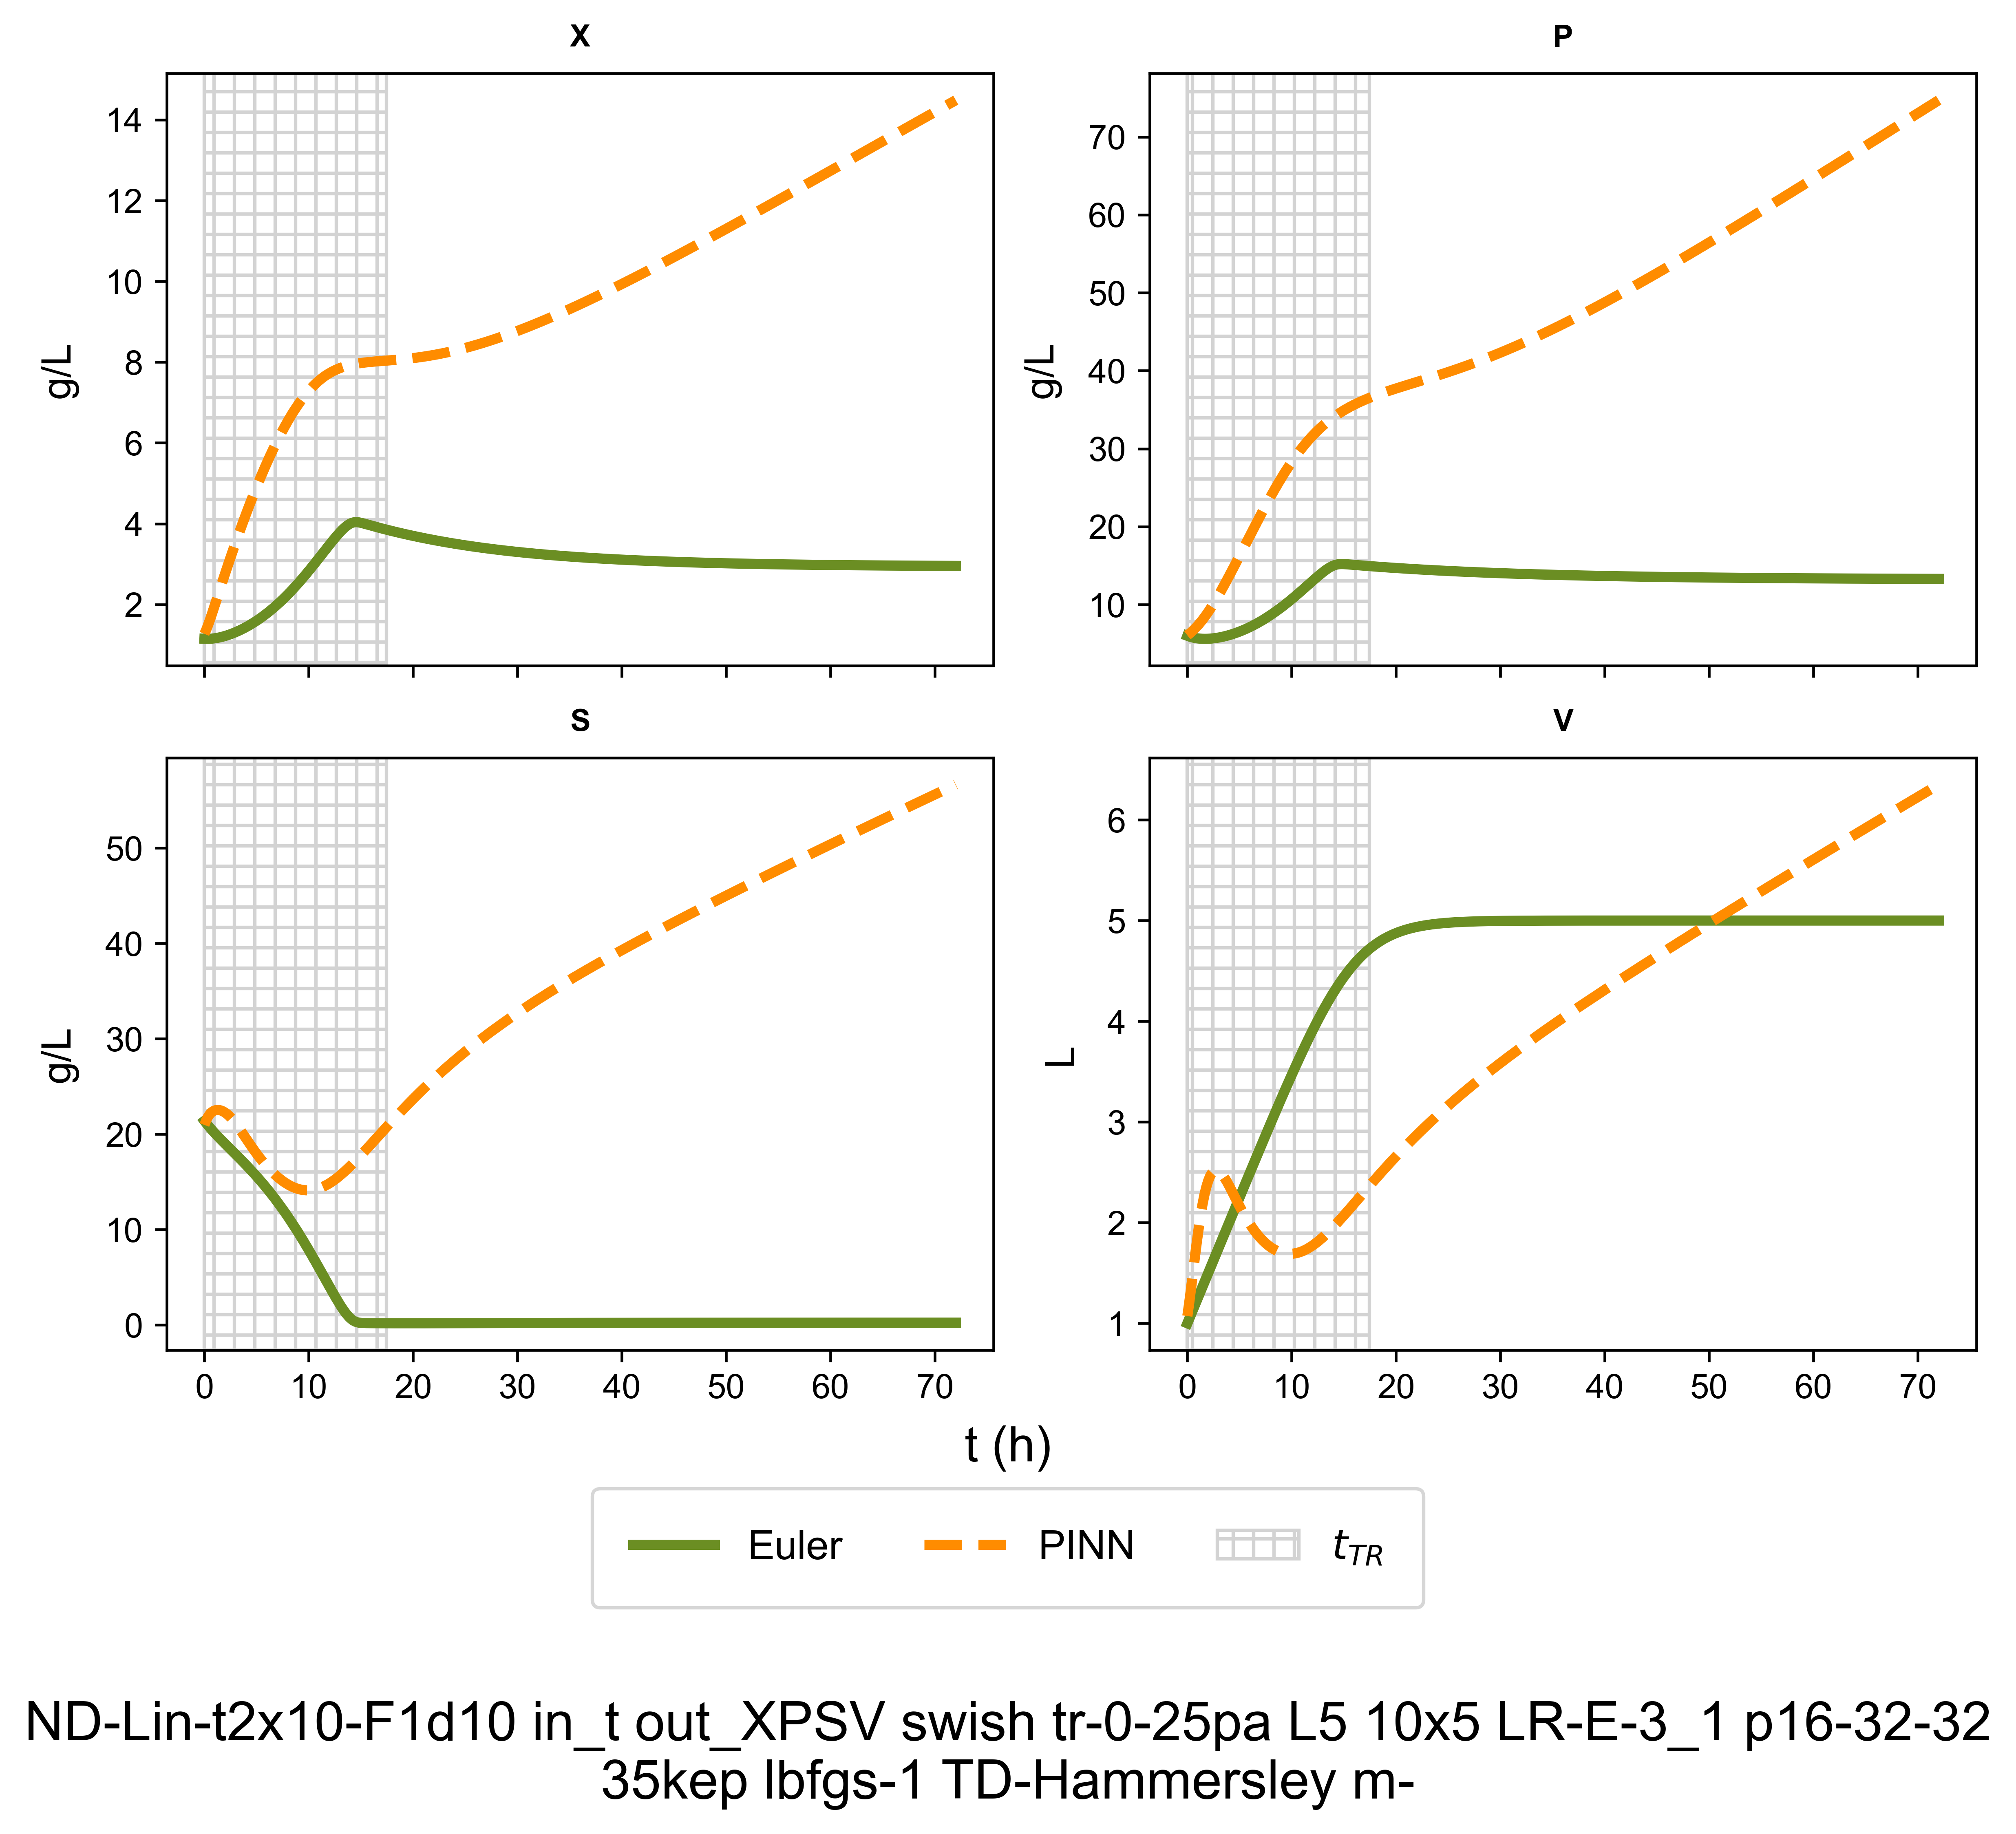 X
14
12
10
8
6
4
2
g/L
P
70
60
50
40
30
20
10
g/L
S
50
40
30
20
10
0
g/L
0 10 20 30 40 50 60 70
V
6
5
4
3
2
1
L
0 10 20 30 40 50 60 70
t (h)
Euler PINN t_TR
ND-Lin-t2x10-F1d10 in_t out_XPSV swish tr-0-25pa L5 10x5 LR-E-3_1 p16-32-32
35kep lbfgs-1 TD-Hammersley m-